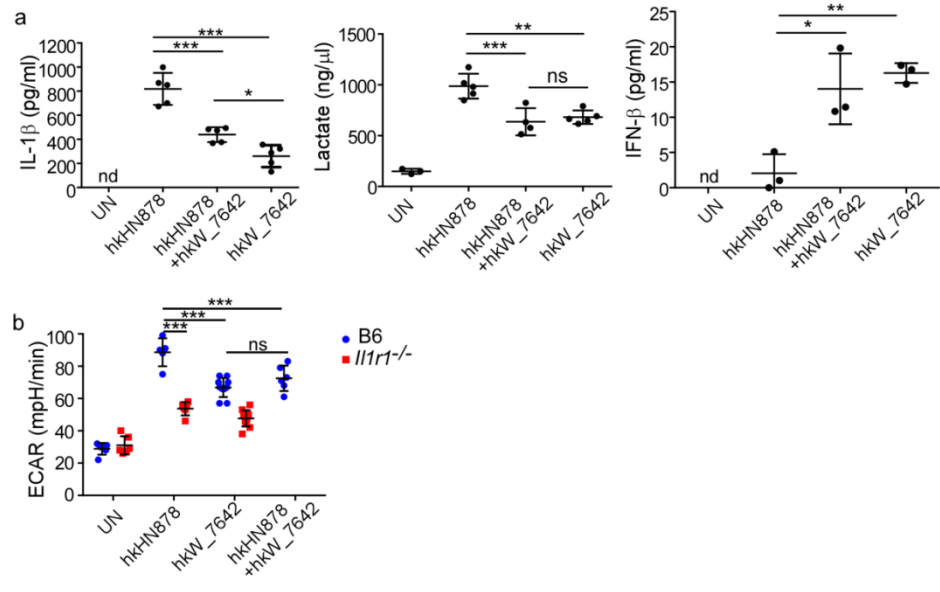 a
IL-1β (pg/ml)
1200
1000
800
600
400
200
0
***
***
*
nd
UN
hkHN878
hkHN878
+hkW_7642
hkW_7642
Lactate (ng/μl)
1500
1000
500
0
**
***
ns
UN
hkHN878
hkHN878
+hkW_7642
hkW_7642
IFN-β (pg/ml)
25
20
15
10
5
0
**
*
nd
UN
hkHN878
hkHN878
+hkW_7642
hkW_7642
b
ECAR (mpH/min)
100
80
60
40
20
0
***
***
***
ns
UN
hkHN878
hkW_7642
hkHN878
+hkW_7642
B6
Il1r1-/-